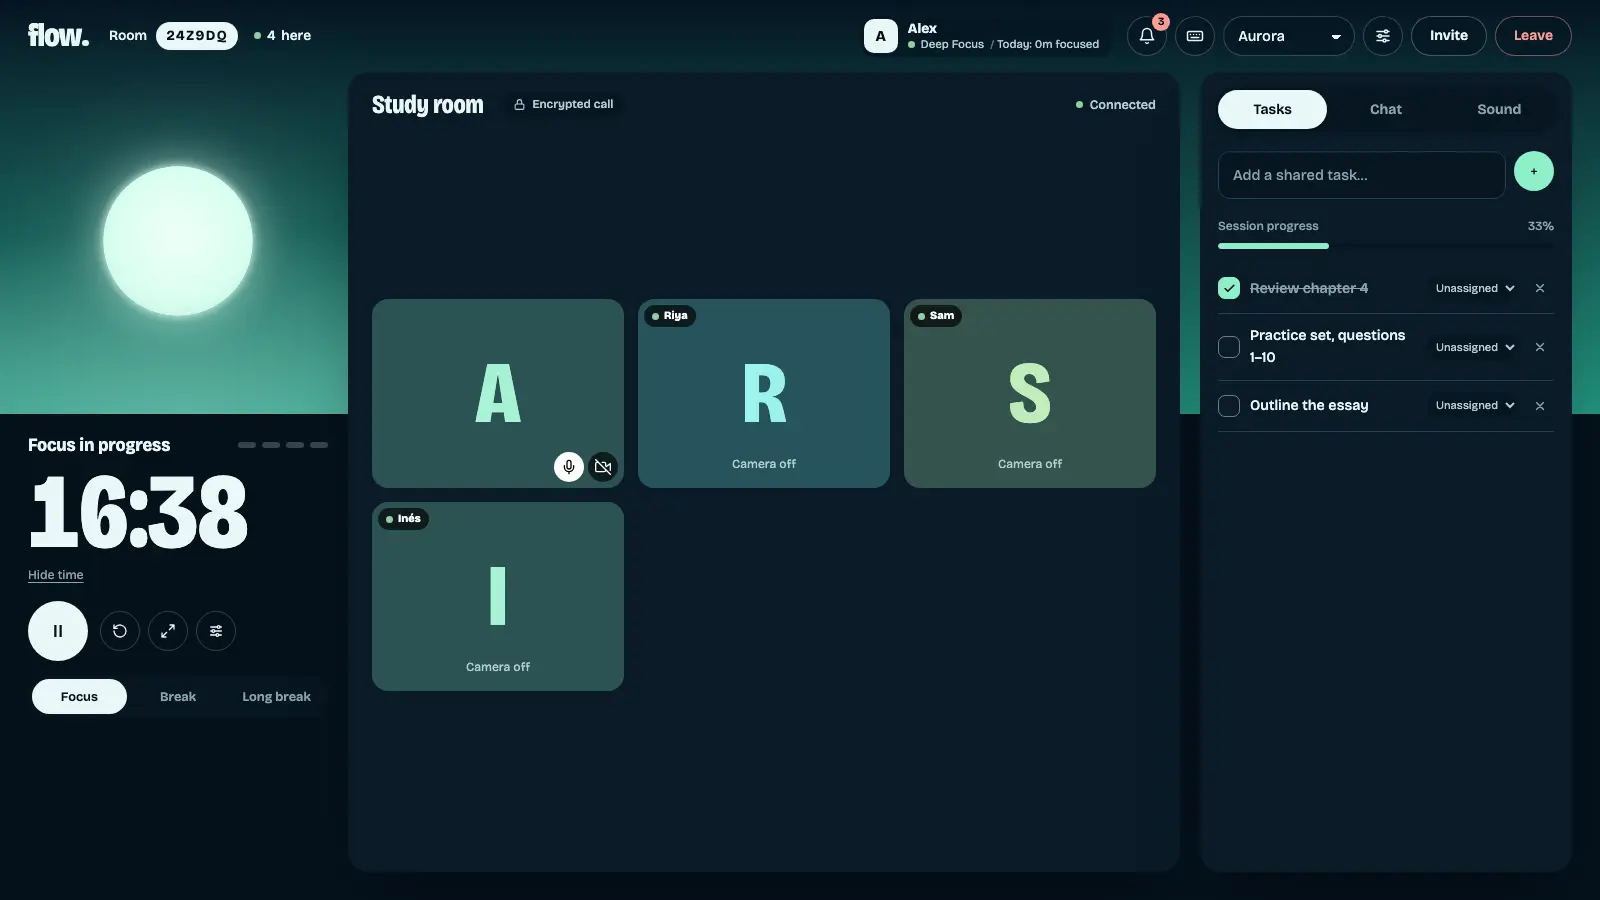 flow.
Room 24Z9DQ 4 here
A
Alex
Deep Focus / Today: 0m focused
3
Aurora
Invite
Leave
Study room
Encrypted call
Connected
A
Riya
R
Camera off
Sam
S
Camera off
Inés
I
Camera off
Focus in progress
16:38
Hide time
Focus
Break
Long break
Tasks
Chat
Sound
Add a shared task...
+
Session progress
33%
Review chapter 4
Unassigned
Practice set, questions
1–10
Unassigned
Outline the essay
Unassigned